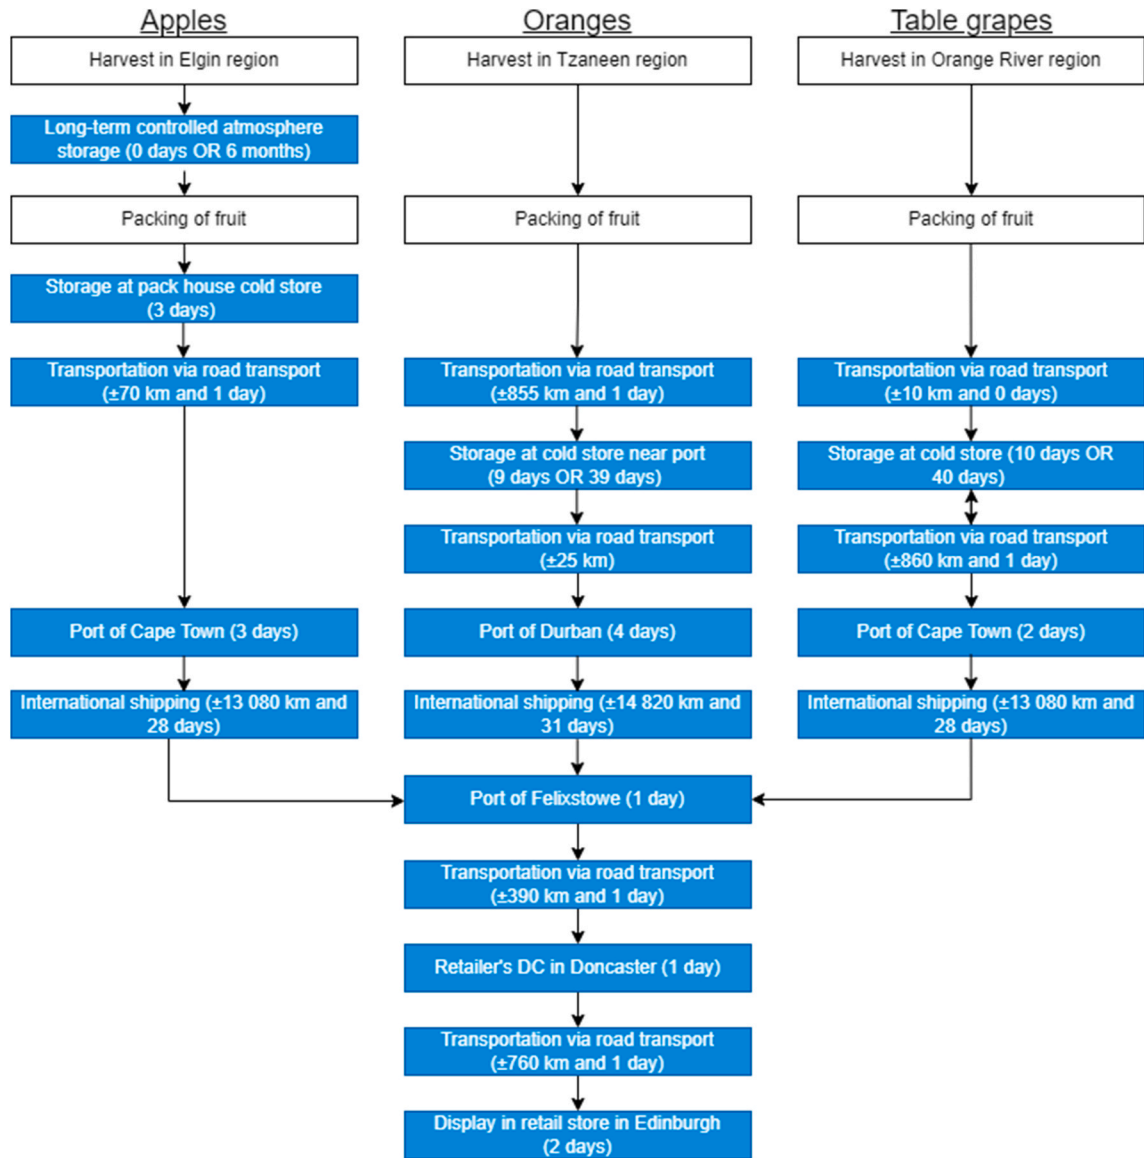 Apples
Harvest in Elgin region
Long-term controlled atmosphere
storage (0 days OR 6 months)
Packing of fruit
Storage at pack house cold store
(3 days)
Transportation via road transport
(±70 km and 1 day)
Port of Cape Town (3 days)
International shipping (±13 080 km and
28 days)
Oranges
Harvest in Tzaneen region
Packing of fruit
Transportation via road transport
(±855 km and 1 day)
Storage at cold store near port
(9 days OR 39 days)
Transportation via road transport
(±25 km)
Port of Durban (4 days)
International shipping (±14 820 km and
31 days)
Table grapes
Harvest in Orange River region
Packing of fruit
Transportation via road transport
(±10 km and 0 days)
Storage at cold store (10 days OR
40 days)
Transportation via road transport
(±860 km and 1 day)
Port of Cape Town (2 days)
International shipping (±13 080 km and
28 days)
Port of Felixstowe (1 day)
Transportation via road transport
(±390 km and 1 day)
Retailer's DC in Doncaster (1 day)
Transportation via road transport
(±760 km and 1 day)
Display in retail store in Edinburgh
(2 days)